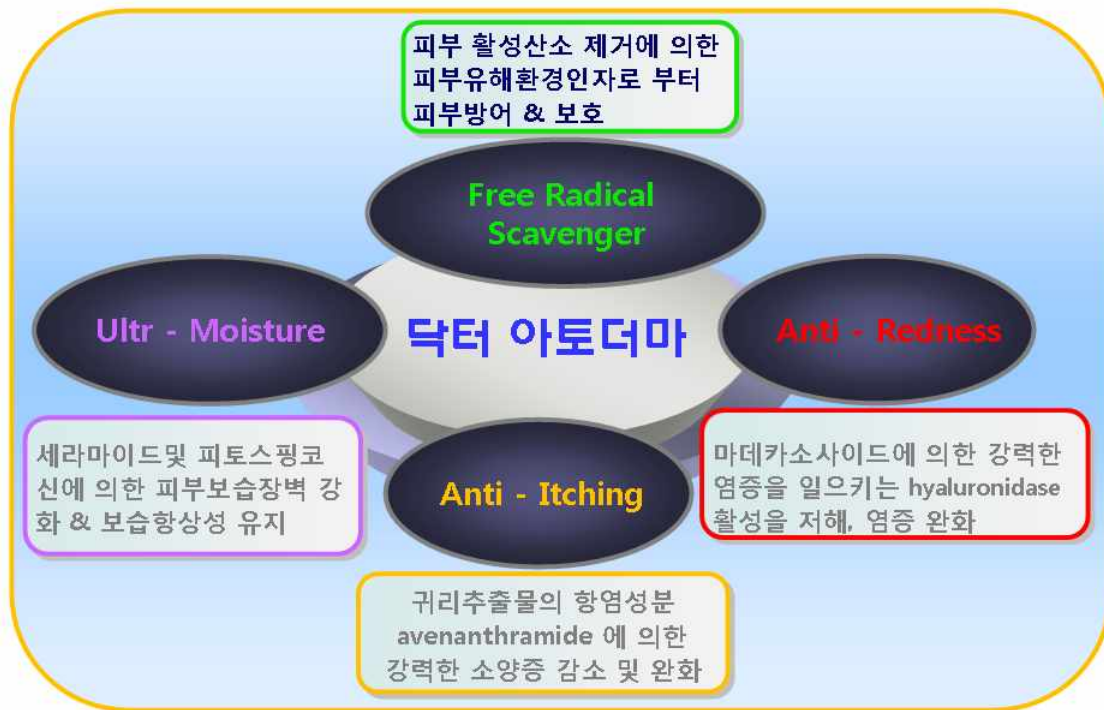 피부 활성산소 제거에 의한
피부유해환경인자로 부터
피부방어 & 보호
Free Radical
Scavenger
Ultr - Moisture
닥터 아토더마
Anti - Redness
세라마이드및 피토스핑코
신에 의한 피부보습장벽 강
화 & 보습항상성 유지
Anti - Itching
마데카소사이드에 의한 강력한
염증을 일으키는 hyaluronidase
활성을 저해, 염증 완화
귀리추출물의 항염성분
avenanthramide 에 의한
강력한 소양증 감소 및 완화